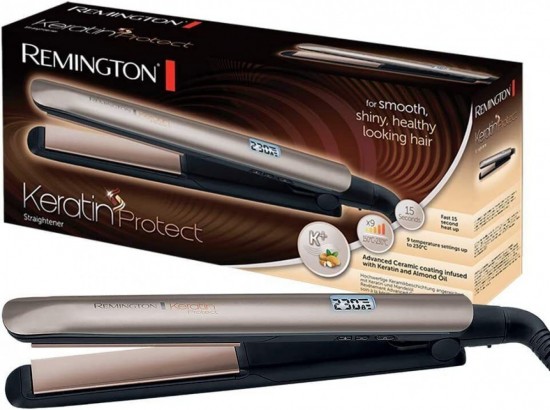 REMINGTON
Keratin Protect
Straightener
230°
for smooth,
shiny, healthy
looking hair
K+
x9
15
Seconds
Advanced Ceramic coating infused
with Keratin and Almond Oil
REMINGTON
Keratin
Protect
Fast 15
second
heat up
9 temperature settings up
to 230°C
REMINGTON
Keratin
Protect
230°